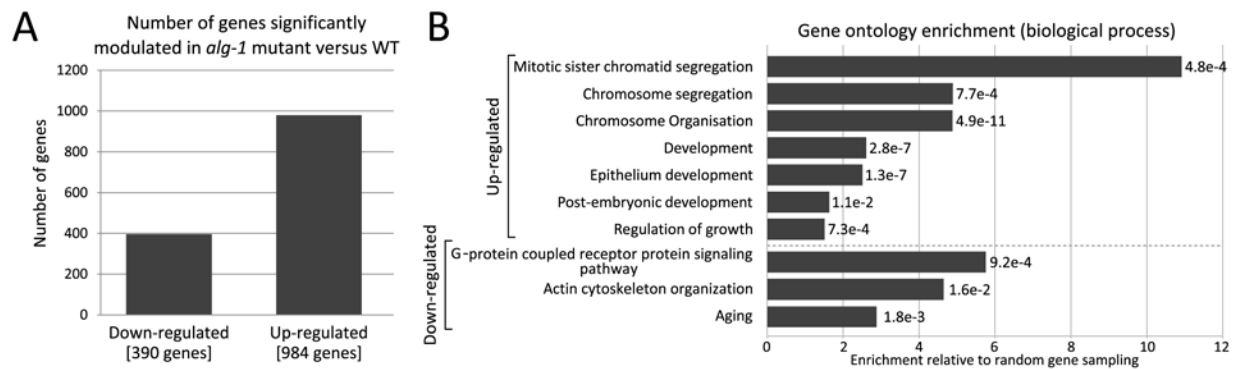 A
Number of genes significantly
modulated in alg-1 mutant versus WT
1200
1000
800
600
400
200
0
Number of genes
Down-regulated
[390 genes]
Up-regulated
[984 genes]
B
Gene ontology enrichment (biological process)
Up-regulated
Mitotic sister chromatid segregation
4.8e-4
Chromosome segregation
7.7e-4
Chromosome Organisation
4.9e-11
Development
2.8e-7
Epithelium development
1.3e-7
Post-embryonic development
1.1e-2
Regulation of growth
7.3e-4
Down-regulated
G-protein coupled receptor protein signaling
pathway
9.2e-4
Actin cytoskeleton organization
1.6e-2
Aging
1.8e-3
0 2 4 6 8 10 12
Enrichment relative to random gene sampling